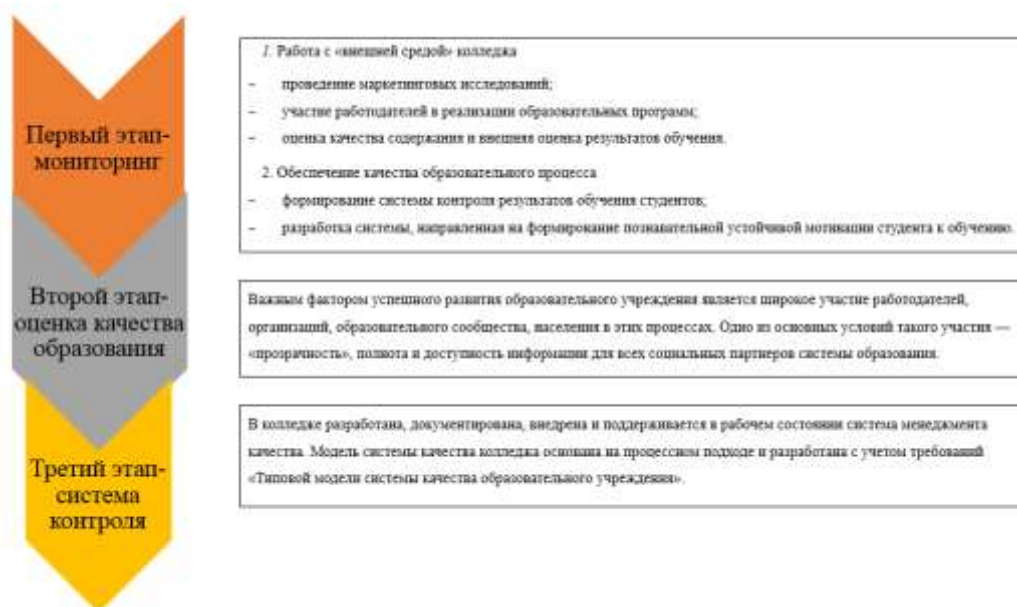 Первый этап-
мониторинг
1. Работа с «внешней средой» колледжа
– проведение маркетинговых исследований;
– участие работодателей в реализации образовательных программ;
– оценка качества содержания и внешняя оценка результатов обучения.
2. Обеспечение качества образовательного процесса
– формирование системы контроля результатов обучения студентов;
– разработка системы, направленная на формирование познавательной устойчивой мотивации студента к обучению.
Второй этап-
оценка качества
образования
Важным фактором успешного развития образовательного учреждения является широкое участие работодателей,
организаций, образовательного сообщества, населения в этих процессах. Одно из основных условий такого участия —
«прозрачность», полнота и доступность информации для всех социальных партнеров системы образования.
Третий этап-
система
контроля
В колледже разработана, документирована, внедрена и поддерживается в рабочем состоянии система менеджмента
качества. Модель системы качества колледжа основана на процессном подходе и разработана с учетом требований
«Типовой модели системы качества образовательного учреждения».